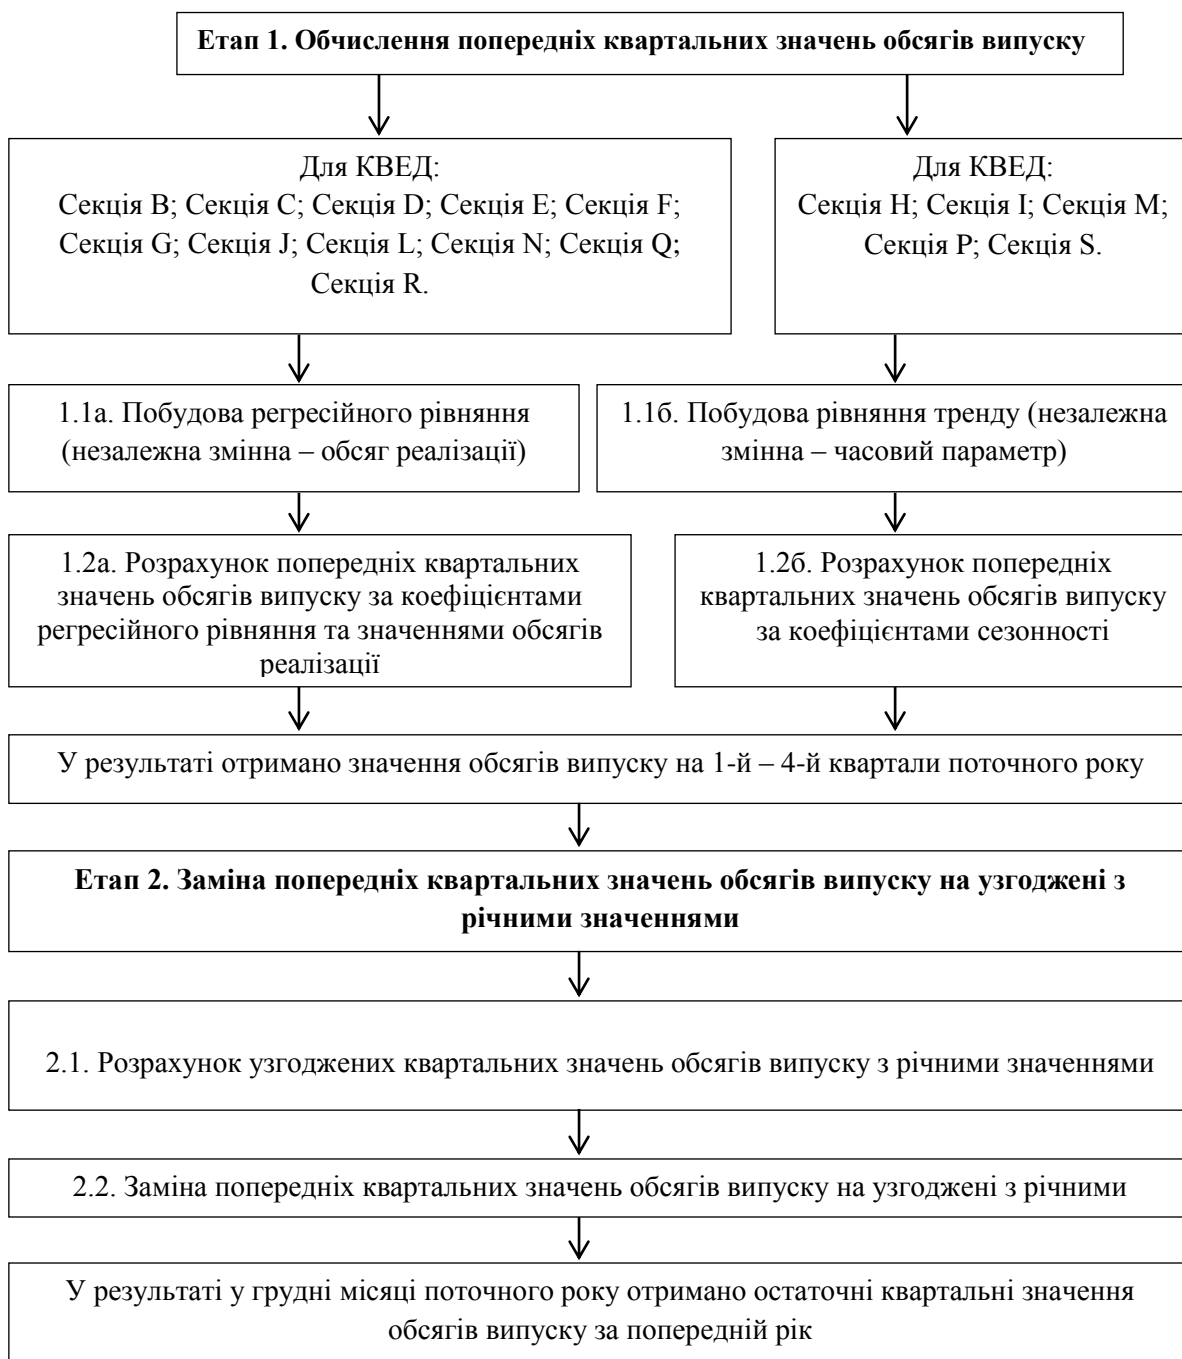 Етап 1. Обчислення попередніх квартальних значень обсягів випуску
Для КВЕД:
Секція B; Секція C; Секція D; Секція E; Секція F;
Секція G; Секція J; Секція L; Секція N; Секція Q;
Секція R.
Для КВЕД:
Секція H; Секція I; Секція M;
Секція P; Секція S.
1.1а. Побудова регресійного рівняння
(незалежна змінна – обсяг реалізації)
1.1б. Побудова рівняння тренду (незалежна
змінна – часовий параметр)
1.2а. Розрахунок попередніх квартальних
значень обсягів випуску за коефіцієнтами
регресійного рівняння та значеннями обсягів
реалізації
1.2б. Розрахунок попередніх
квартальних значень обсягів випуску
за коефіцієнтами сезонності
У результаті отримано значення обсягів випуску на 1-й – 4-й квартали поточного року
Етап 2. Заміна попередніх квартальних значень обсягів випуску на узгоджені з
річними значеннями
2.1. Розрахунок узгоджених квартальних значень обсягів випуску з річними значеннями
2.2. Заміна попередніх квартальних значень обсягів випуску на узгоджені з річними
У результаті у грудні місяці поточного року отримано остаточні квартальні значення
обсягів випуску за попередній рік